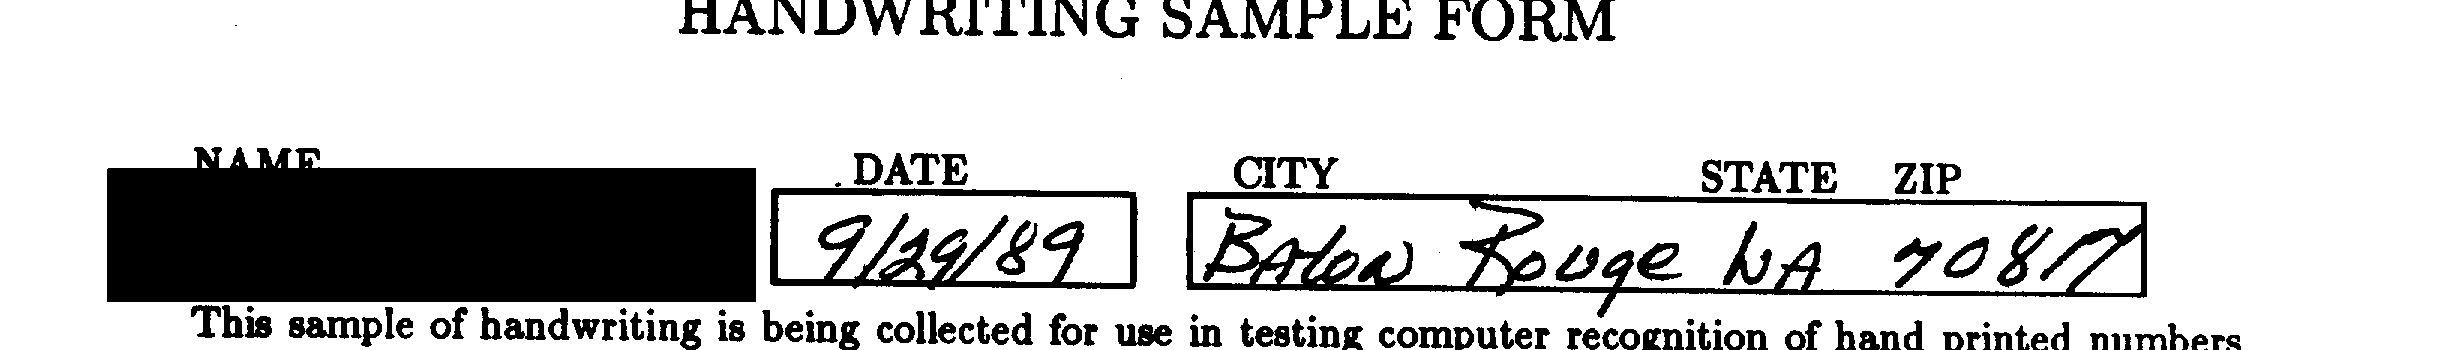 HANDWRITING SAMPLE FORM
NAME DATE CITY STATE ZIP
9/29/89 Baton Rouge LA 70817
This sample of handwriting is being collected for use in testing computer recognition of hand printed numbers